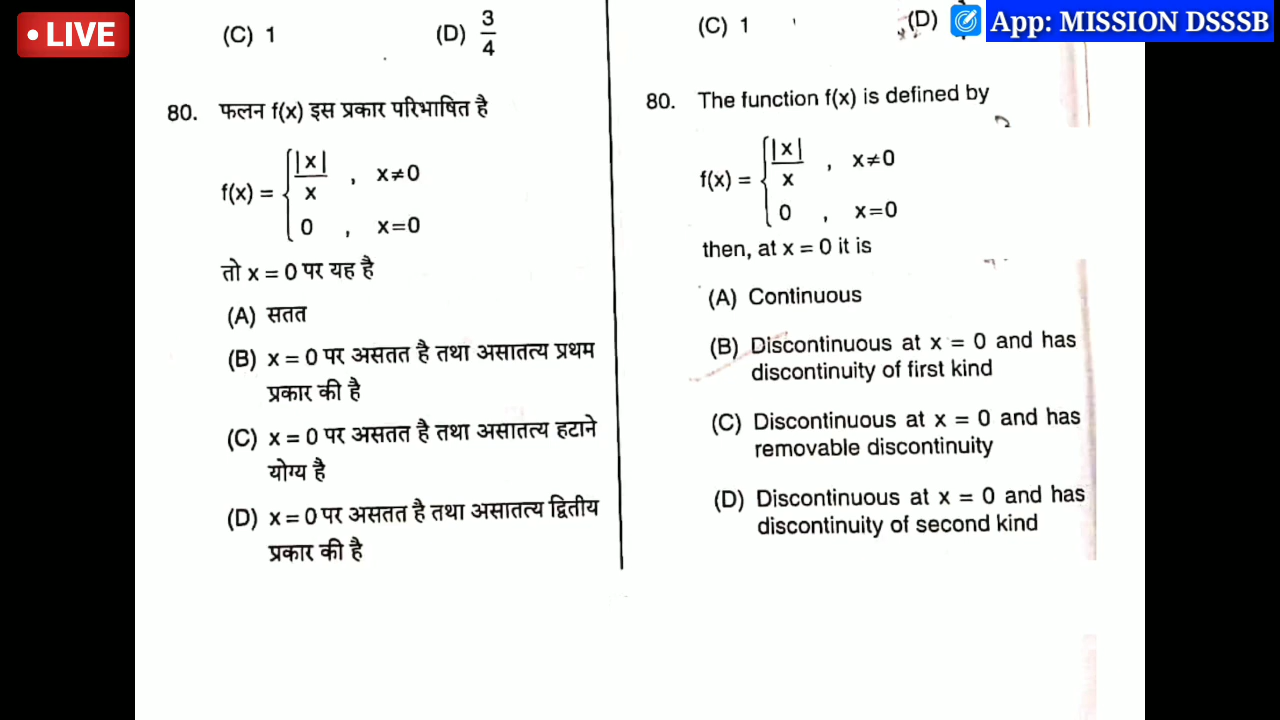 • LIVE
App: MISSION DSSSB
(C) 1
(D) 3/4
80. फलन f(x) इस प्रकार परिभाषित है
f(x) = { |x|/x , x≠0
0 , x=0
तो x = 0 पर यह है
(A) सतत
(B) x = 0 पर असतत है तथा असातत्य प्रथम
प्रकार की है
(C) x = 0 पर असतत है तथा असातत्य हटाने
योग्य है
(D) x = 0 पर असतत है तथा असातत्य द्वितीय
प्रकार की है
(C) 1
(D)
80. The function f(x) is defined by
f(x) = { |x|/x , x≠0
0 , x=0
then, at x = 0 it is
(A) Continuous
(B) Discontinuous at x = 0 and has
discontinuity of first kind
(C) Discontinuous at x = 0 and has
removable discontinuity
(D) Discontinuous at x = 0 and has
discontinuity of second kind